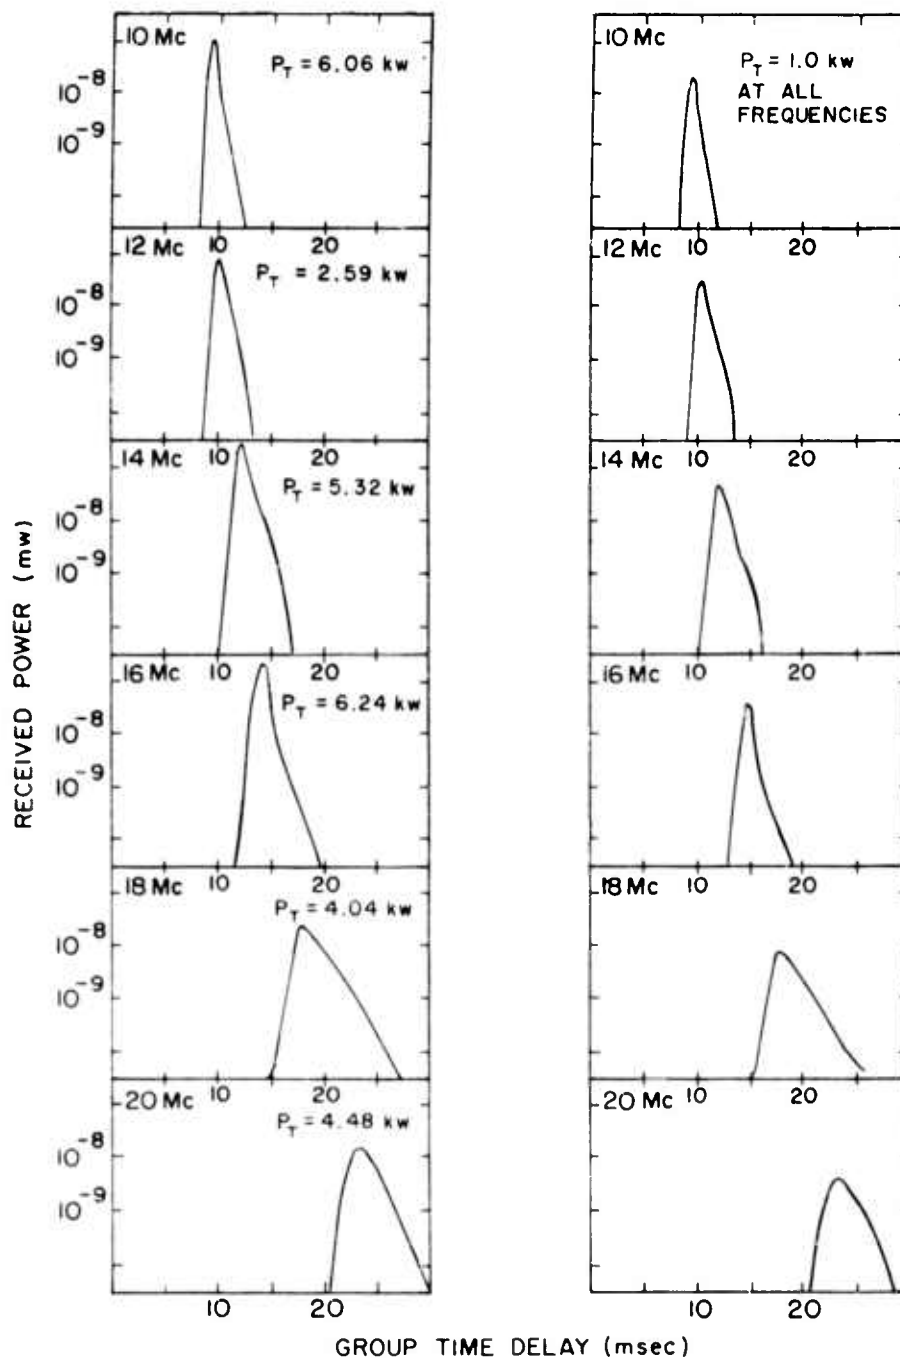 10 Mc
P_T = 6.06 kw
10⁻⁸
10⁻⁹
10 20
12 Mc
P_T = 2.59 kw
10⁻⁸
10⁻⁹
10 20
14 Mc
P_T = 5.32 kw
10⁻⁸
10⁻⁹
10 20
16 Mc
P_T = 6.24 kw
10⁻⁸
10⁻⁹
10 20
18 Mc
P_T = 4.04 kw
10⁻⁸
10⁻⁹
10 20
20 Mc
P_T = 4.48 kw
10⁻⁸
10⁻⁹
10 20
10 Mc
P_T = 1.0 kw
AT ALL
FREQUENCIES
10 20
12 Mc
10 20
14 Mc
10 20
16 Mc
10 20
18 Mc
10 20
20 Mc
10 20
RECEIVED POWER (mw)
GROUP TIME DELAY (msec)